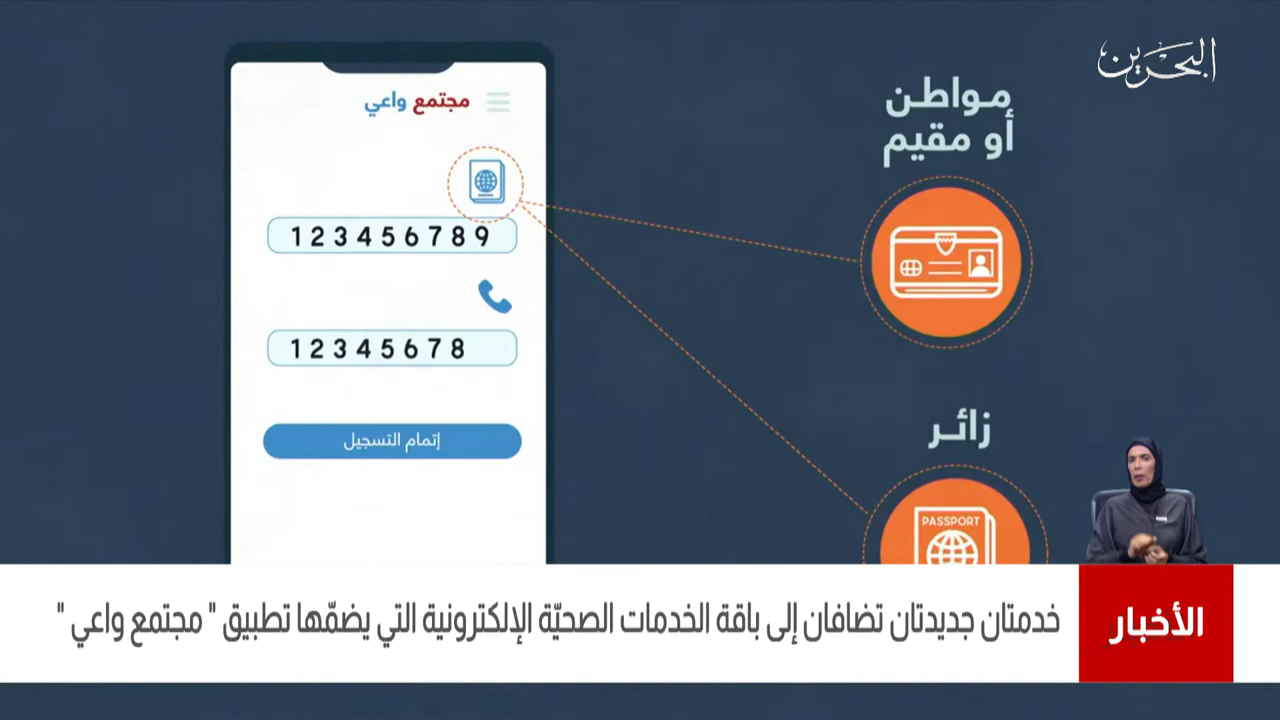 البحرين
مواطن
أو مقيم
مجتمع واعي
123456789
12345678
إتمام التسجيل
زائر
PASSPORT
الأخبار
خدمتان جديدتان تضافان إلى باقة الخدمات الصحيّة الإلكترونية التي يضمّها تطبيق " مجتمع واعي "